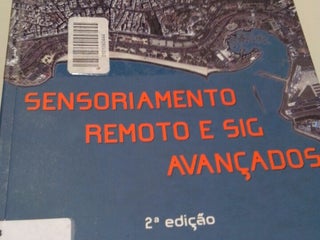 SENSORIAMENTO
REMOTO E SIG
AVANÇADOS
2ª edição